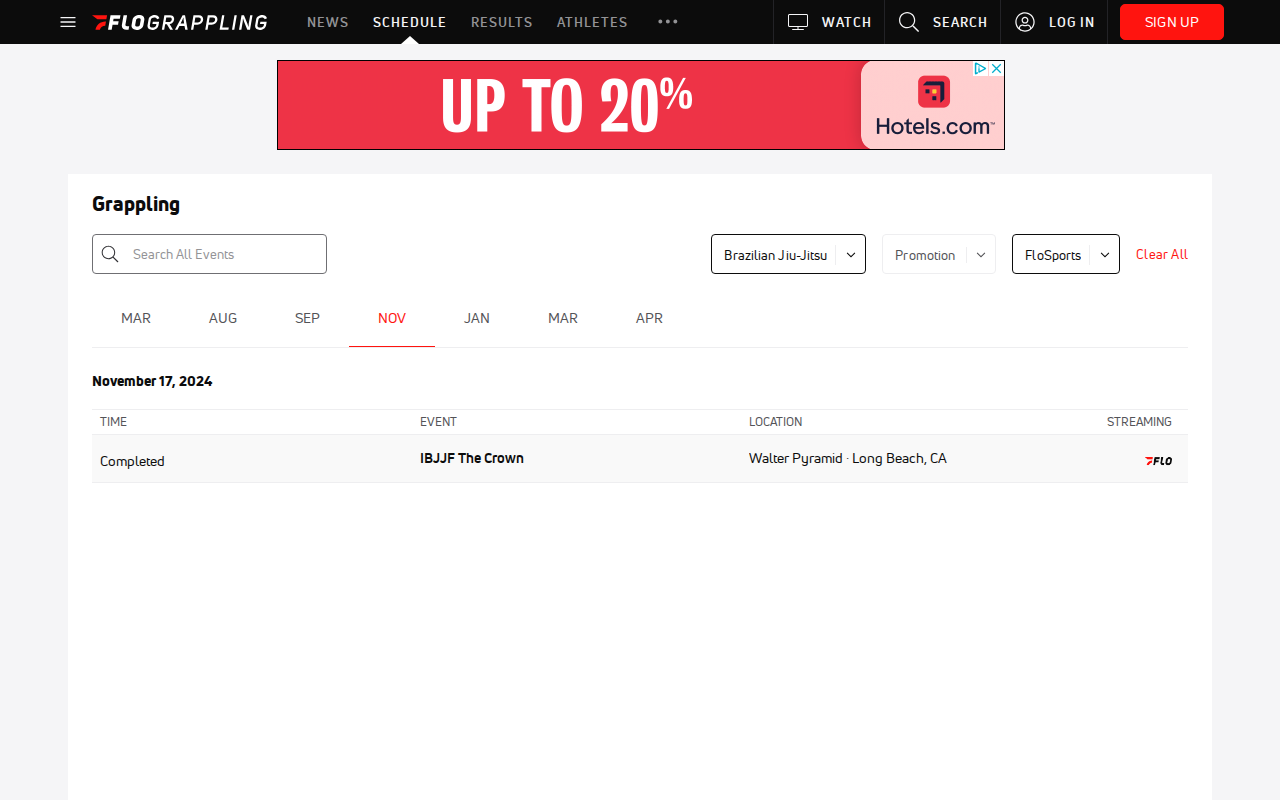 FLOGRAPPLING NEWS SCHEDULE RESULTS ATHLETES WATCH SEARCH LOG IN SIGN UP
UP TO 20%
Hotels.com™
Grappling
Search All Events Brazilian Jiu-Jitsu Promotion FloSports Clear All
MAR AUG SEP NOV JAN MAR APR
November 17, 2024
TIME EVENT LOCATION STREAMING
Completed IBJJF The Crown Walter Pyramid · Long Beach, CA FLO